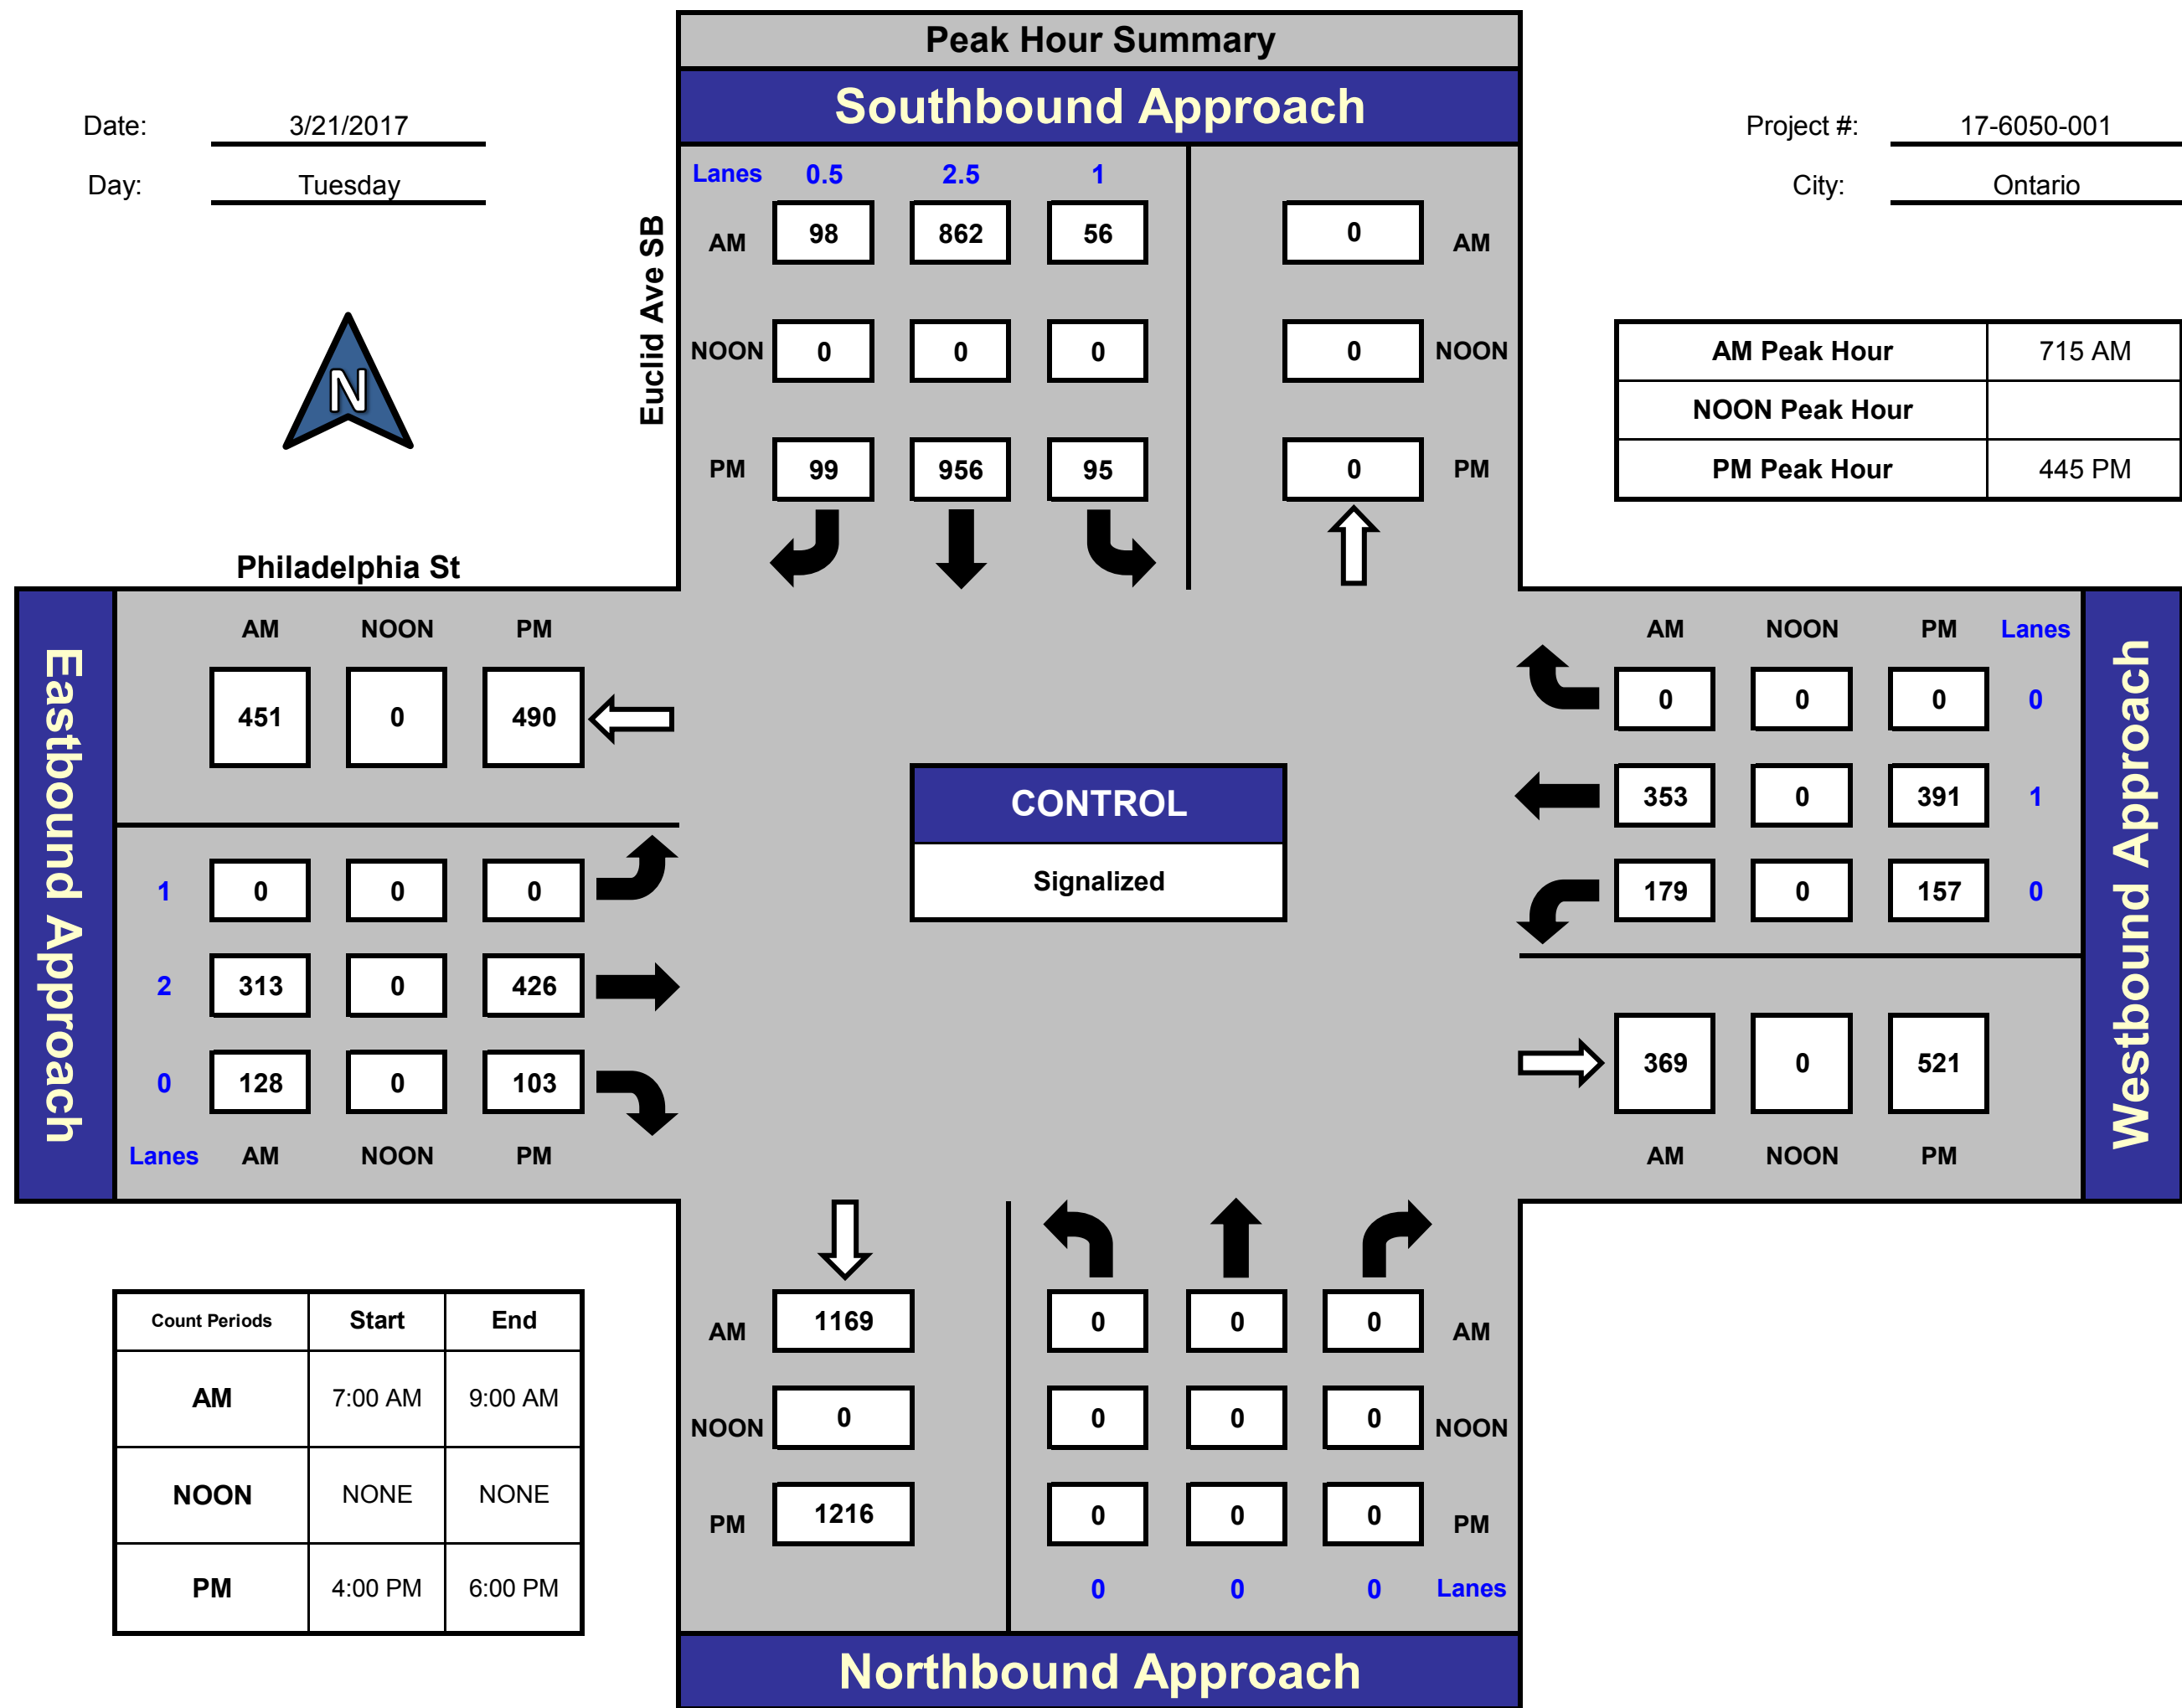 Peak Hour Summary
Southbound Approach
Date: 3/21/2017
Project #: 17-6050-001
Day: Tuesday
City: Ontario
Euclid Ave SB
Lanes 0.5 2.5 1
AM 98 862 56 0 AM
NOON 0 0 0 0 NOON
PM 99 956 95 0 PM
N
AM Peak Hour 715 AM
NOON Peak Hour
PM Peak Hour 445 PM
Philadelphia St
Eastbound Approach
AM NOON PM
451 0 490
1 0 0 0
2 313 0 426
0 128 0 103
Lanes AM NOON PM
CONTROL
Signalized
AM NOON PM Lanes
0 0 0 0
353 0 391 1
179 0 157 0
369 0 521
AM NOON PM
Westbound Approach
Count Periods Start End
AM 7:00 AM 9:00 AM
NOON NONE NONE
PM 4:00 PM 6:00 PM
AM 1169 0 0 0 AM
NOON 0 0 0 0 NOON
PM 1216 0 0 0 PM
0 0 0 Lanes
Northbound Approach